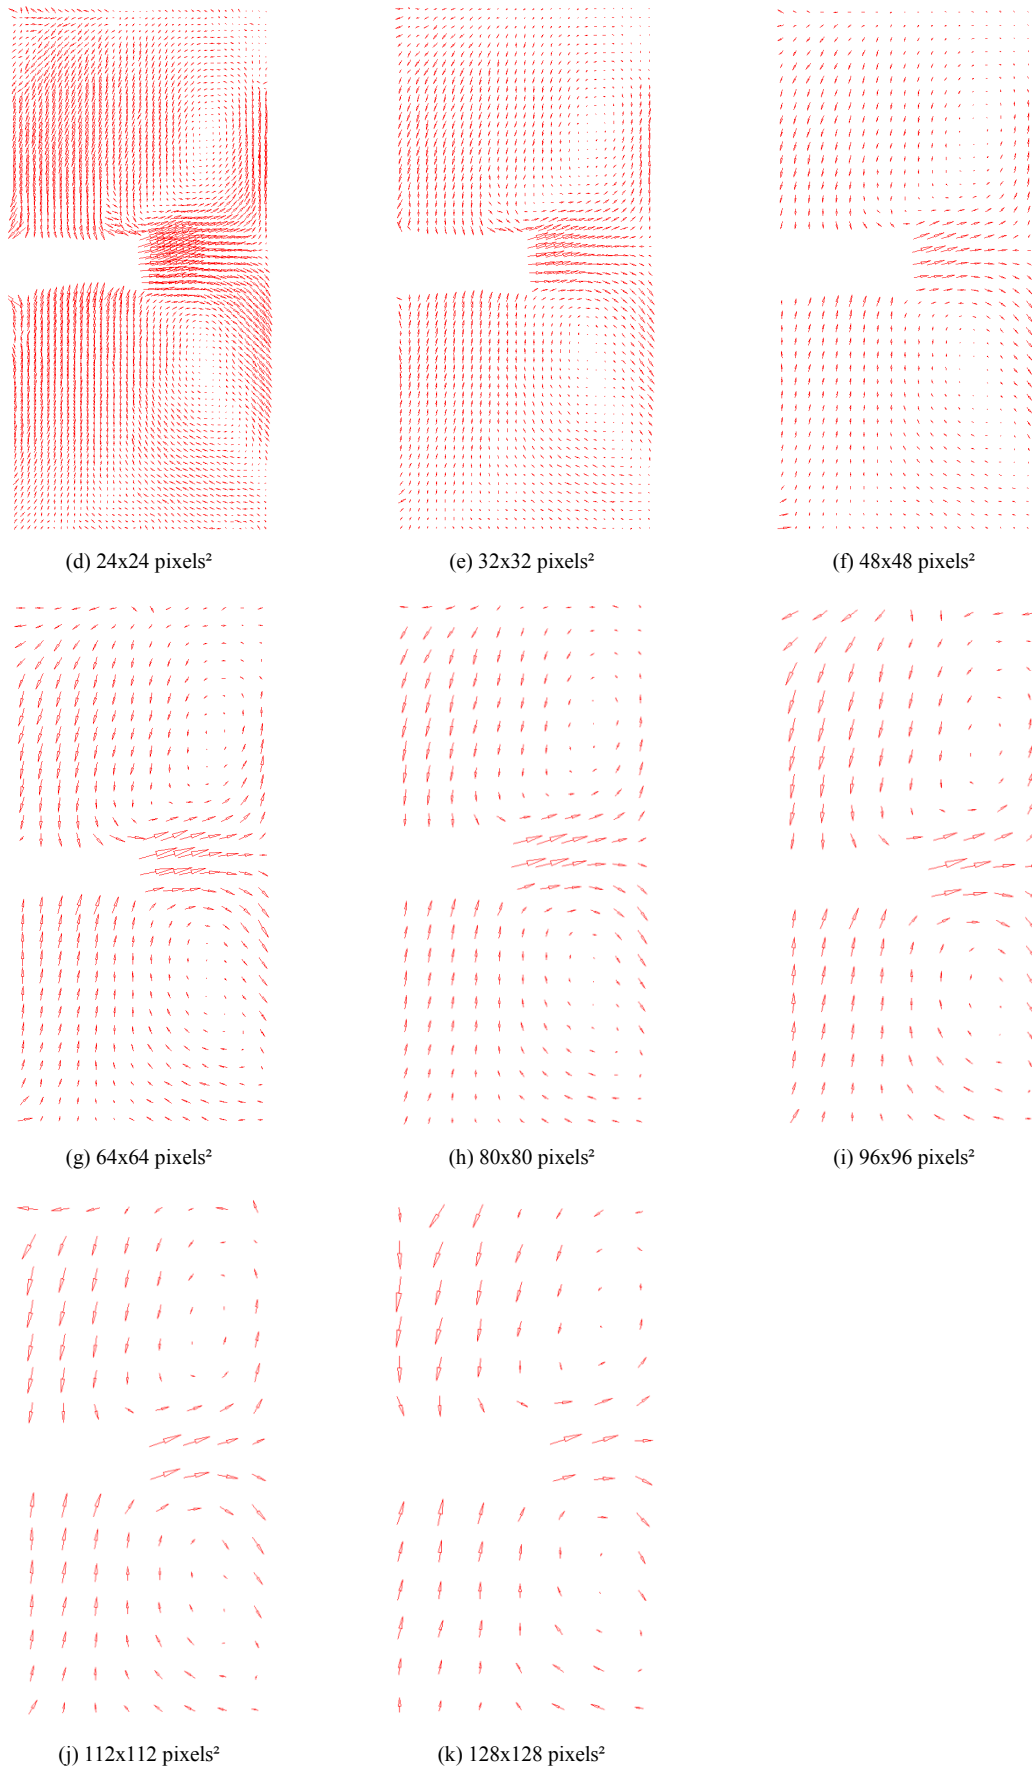 (d) 24x24 pixels²
(e) 32x32 pixels²
(f) 48x48 pixels²
(g) 64x64 pixels²
(h) 80x80 pixels²
(i) 96x96 pixels²
(j) 112x112 pixels²
(k) 128x128 pixels²